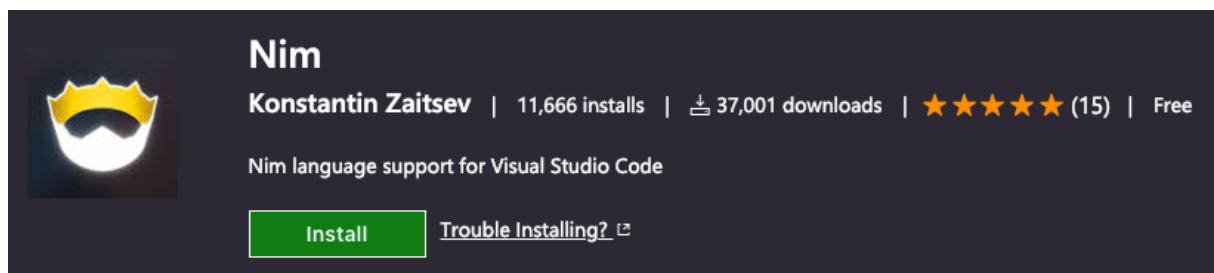 Nim
Konstantin Zaitsev | 11,666 installs | 37,001 downloads | ★★★★★ (15) | Free
Nim language support for Visual Studio Code
Install Trouble Installing?